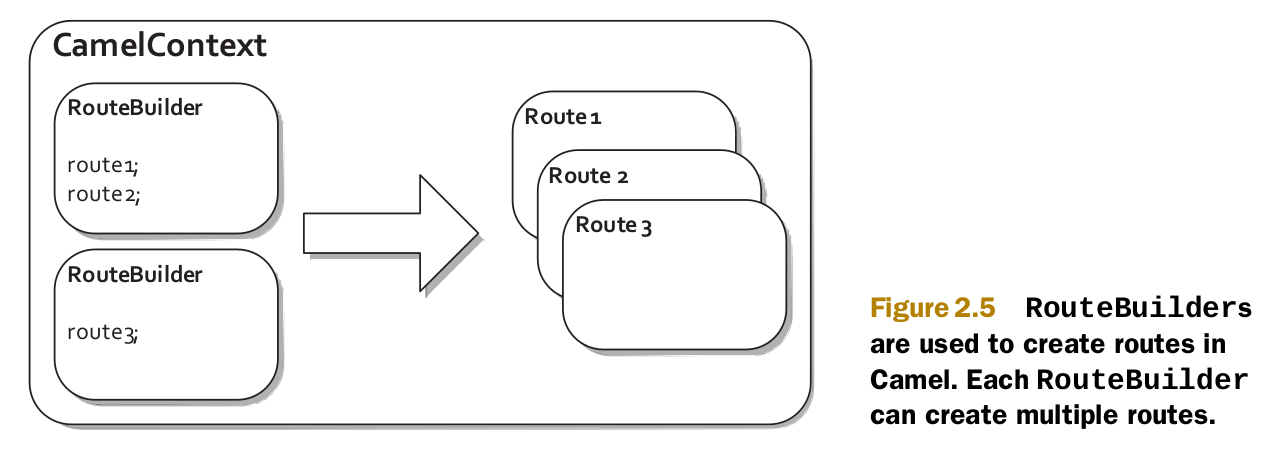 CamelContext
RouteBuilder
route1;
route2;
RouteBuilder
route3;
Route 1
Route 2
Route 3
Figure 2.5 RouteBuilders
are used to create routes in
Camel. Each RouteBuilder
can create multiple routes.